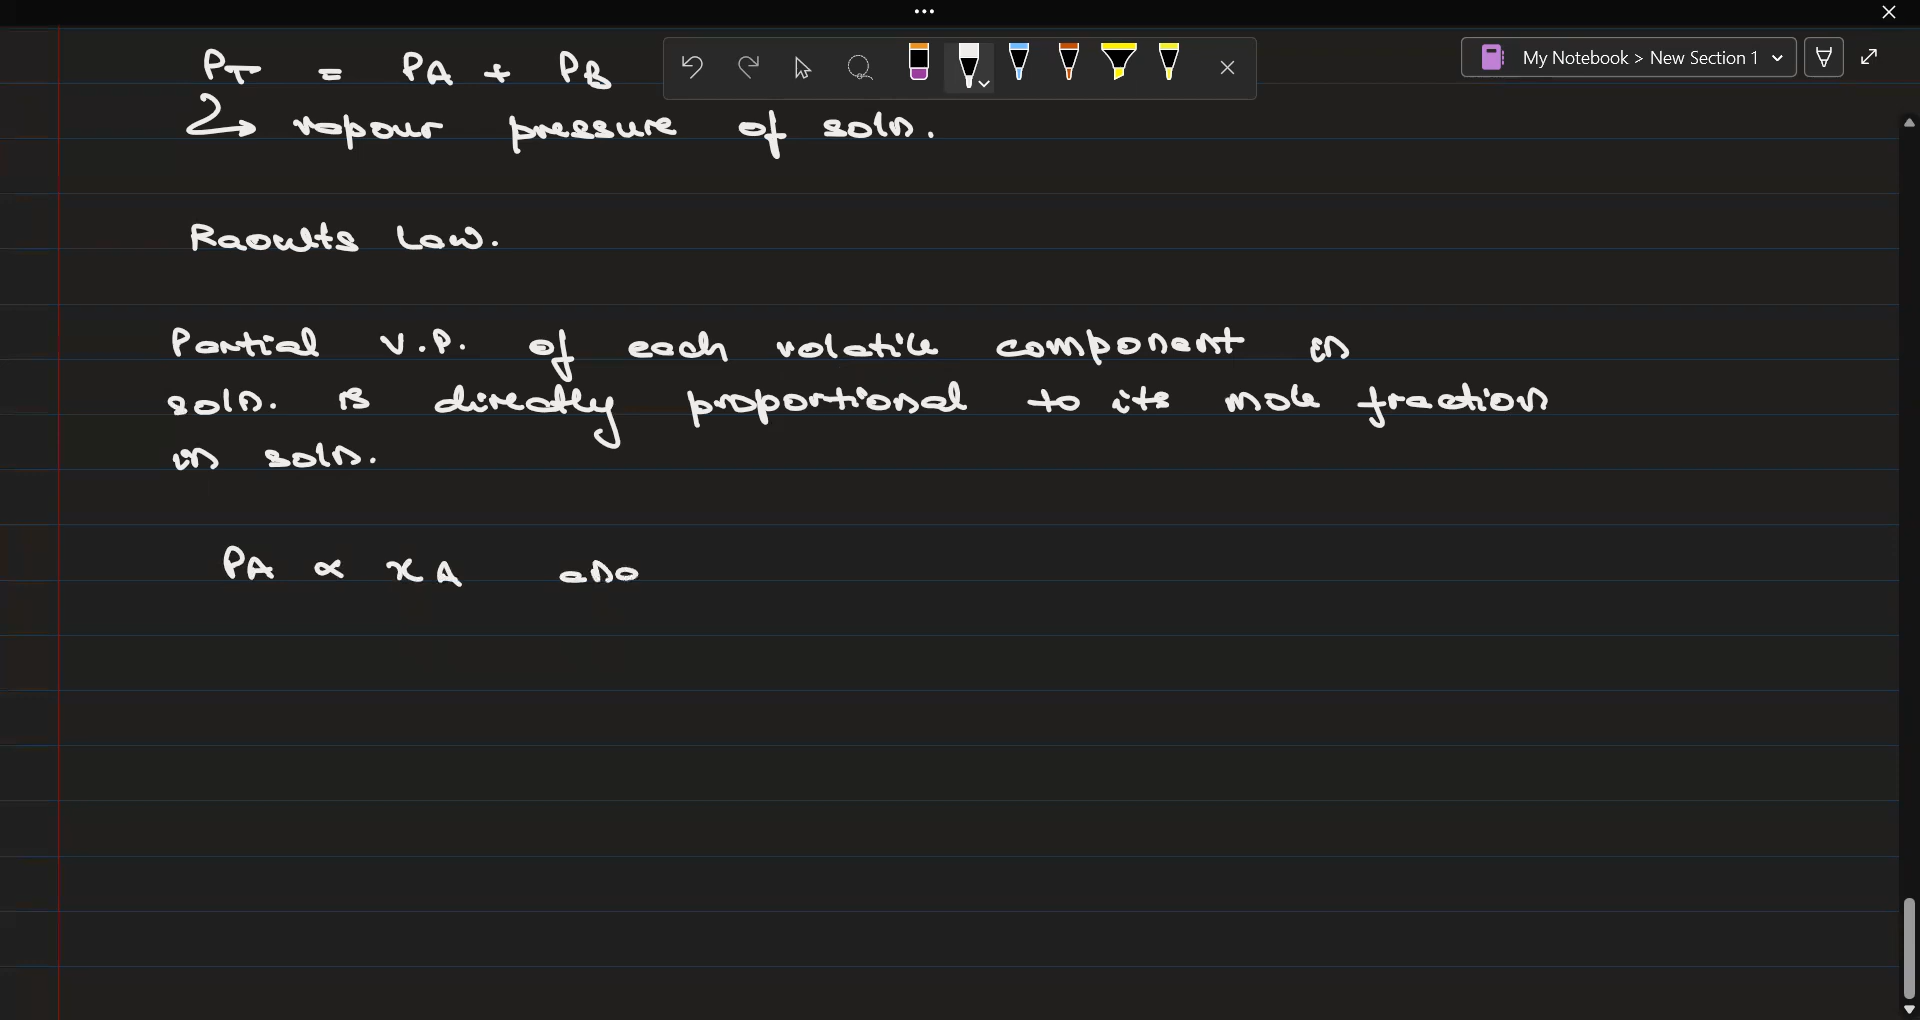 My Notebook > New Section 1
PT = PA + PB
→ vapour pressure of soln.
Raoults Law.
Partial V.P. of each volatile component in
soln. is directly proportional to its mole fraction
in soln.
PA ∝ xA and